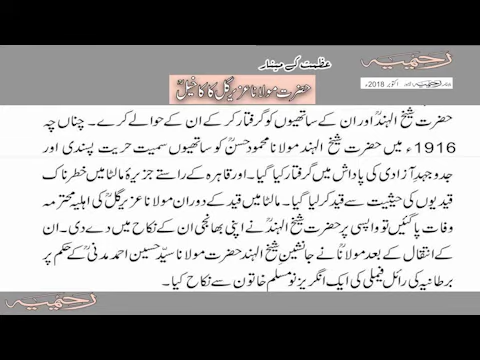 عظمت کے مینار
رحیمیہ
ماہنامہ رحیمیہ لاہور اکتوبر 2018ء
حضرت مولانا عزیر گل کاکاخیلؒ
حضرت شیخ الہندؒ اور ان کے ساتھیوں کو گرفتار کر کے ان کے حوالے کرے۔ چناں چہ
1916ء میں حضرت شیخ الہند مولانا محمود حسنؒ کو ساتھیوں سمیت حریت پسندی اور
جدوجہدِ آزادی کی پاداش میں گرفتار کیا گیا۔ اور قاہرہ کے راستے جزیرۂ مالٹا میں خطرناک
قیدیوں کی حیثیت سے قید کر لیا گیا۔ مالٹا میں قید کے دوران مولانا عزیر گلؒ کی اہلیہ محترمہ
وفات پا گئیں تو واپسی پر حضرت شیخ الہندؒ نے اپنی بھانجی ان کے نکاح میں دے دی۔ ان
کے انتقال کے بعد مولاناؒ نے جانشینِ شیخ الہند حضرت مولانا سیّد حسین احمد مدنیؒ کے حکم پر
برطانیہ کی رائل فیملی کی ایک انگریز نومسلم خاتون سے نکاح کیا۔
رحیمیہ
رحیمیہ